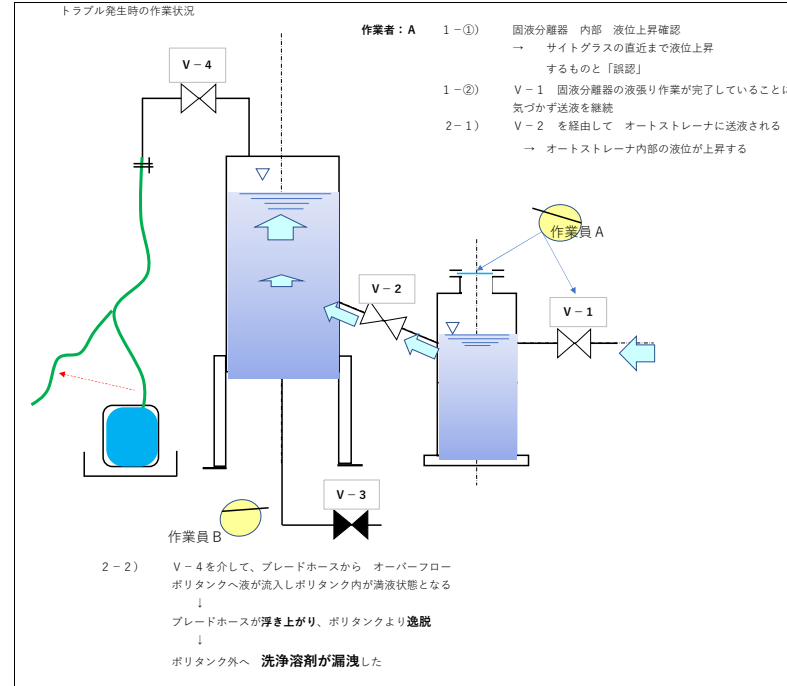 トラブル発生時の作業状況
作業者：A　１－①）　固液分離器　内部　液位上昇確認
→　サイトグラスの直近まで液位上昇
するものと「誤認」
１－②）　Ｖ－１　固液分離器の液張り作業が完了していることに
気づかず送液を継続
２－１）　Ｖ－２　を経由して　オートストレーナに送液される
→　オートストレーナ内部の液位が上昇する
Ｖ－４
作業員Ａ
Ｖ－２
Ｖ－１
Ｖ－３
作業員Ｂ
２－２）　Ｖ－４を介して、ブレードホースから　オーバーフロー
ポリタンクへ液が流入しポリタンク内が満液状態となる
↓
ブレードホースが浮き上がり、ポリタンクより逸脱
↓
ポリタンク外へ　洗浄溶剤が漏洩した